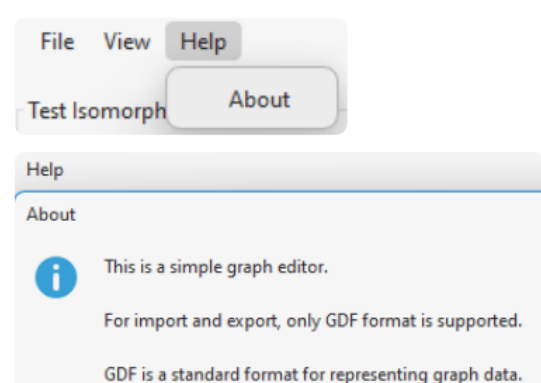 File View Help
About
Test Isomorph
Help
About
This is a simple graph editor.
For import and export, only GDF format is supported.
GDF is a standard format for representing graph data.